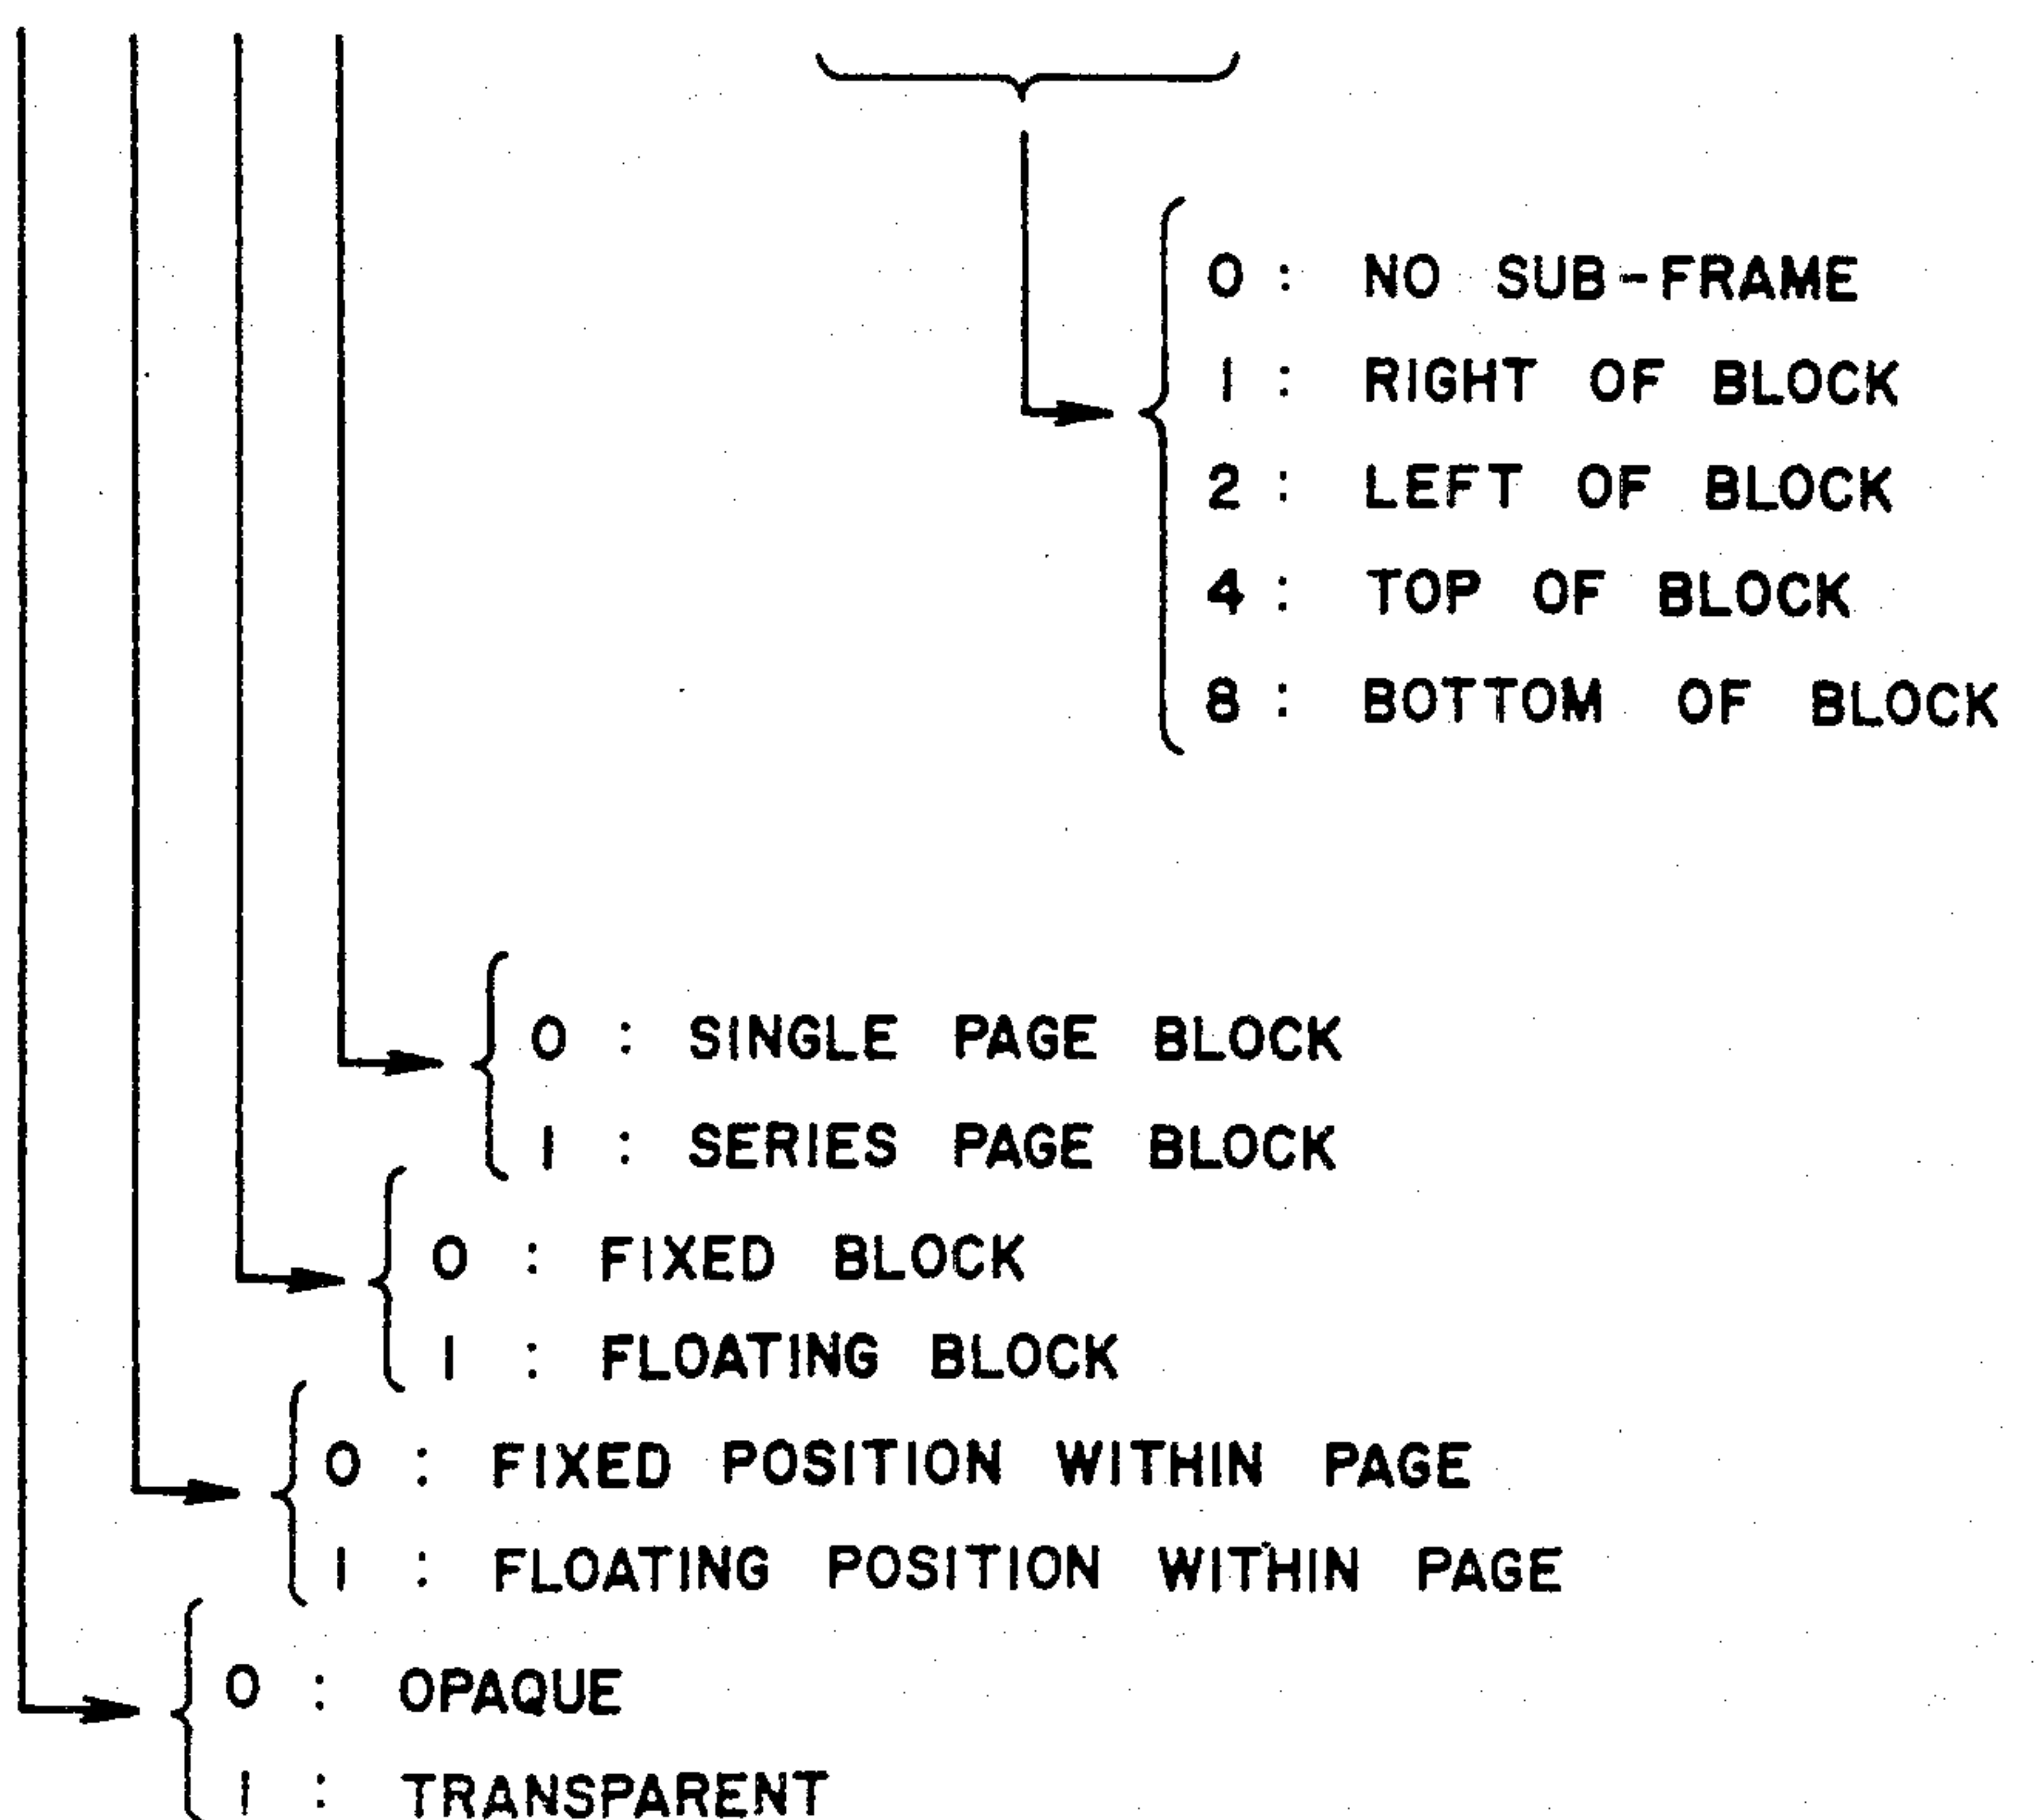 0 : NO SUB-FRAME
1 : RIGHT OF BLOCK
2 : LEFT OF BLOCK
4 : TOP OF BLOCK
8 : BOTTOM OF BLOCK
0 : SINGLE PAGE BLOCK
1 : SERIES PAGE BLOCK
0 : FIXED BLOCK
1 : FLOATING BLOCK
0 : FIXED POSITION WITHIN PAGE
1 : FLOATING POSITION WITHIN PAGE
0 : OPAQUE
1 : TRANSPARENT